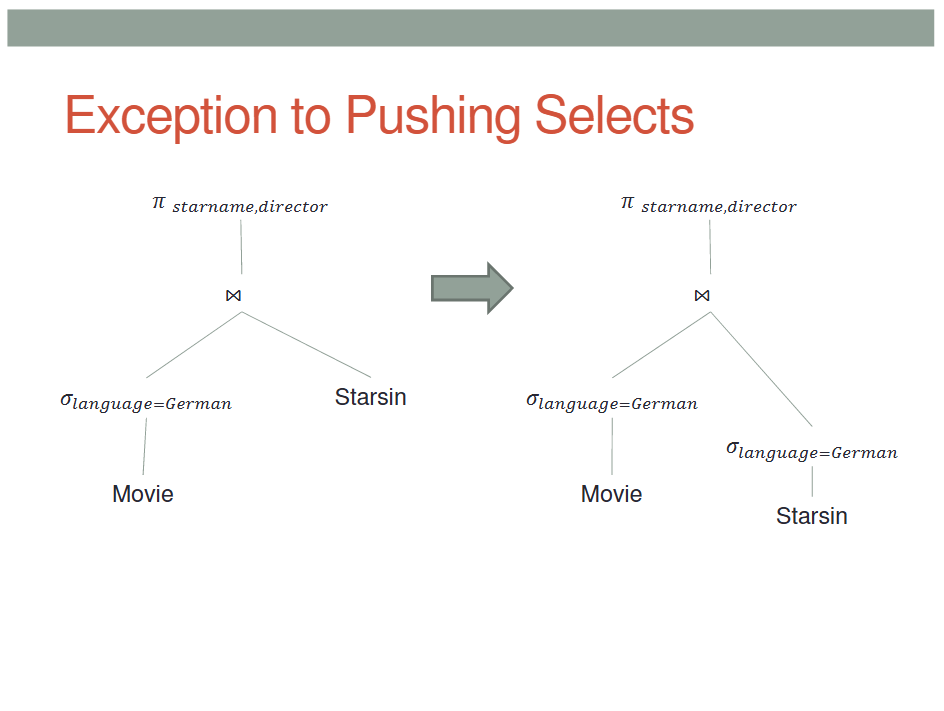 Exception to Pushing Selects
π starname,director
π starname,director
⋈
⋈
σlanguage=German
Starsin
σlanguage=German
σlanguage=German
Movie
Movie
Starsin